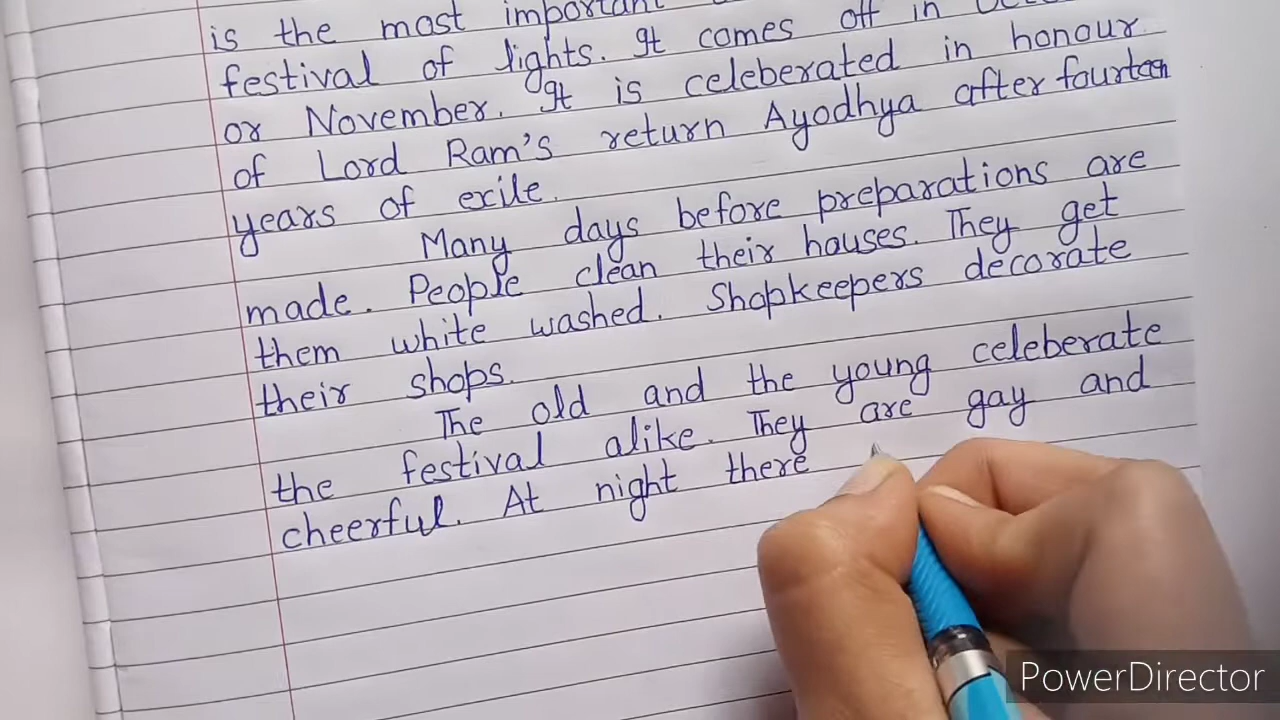 is the most important
festival of lights. It comes off in
or November. It is celeberated in honour
of Lord Ram's return Ayodhya after fourteen
years of exile.
Many days before preparations are
made. People clean their houses. They get
them white washed. Shopkeepers decorate
their shops.
The old and the young celeberate
the festival alike. They are gay and
cheerful. At night there
PowerDirector